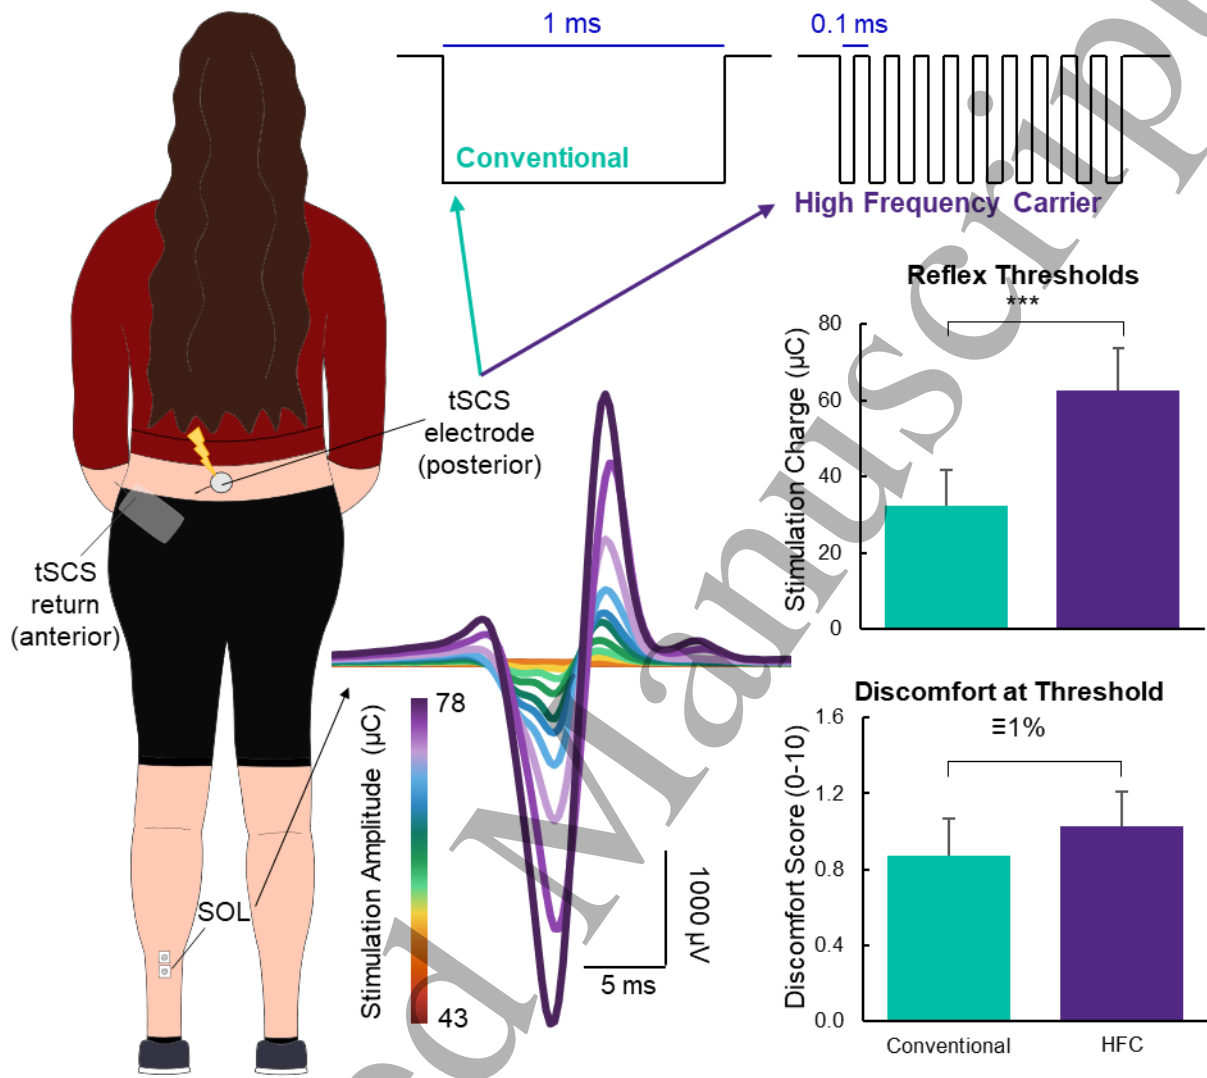 1 ms
0.1 ms
Conventional
High Frequency Carrier
Reflex Thresholds
***
80
60
40
20
0
Stimulation Charge (µC)
tSCS
electrode
(posterior)
tSCS
return
(anterior)
SOL
78
43
Stimulation Amplitude (µC)
1000 µV
5 ms
Discomfort at Threshold
≡1%
1.6
1.2
0.8
0.4
0.0
Discomfort Score (0-10)
Conventional
HFC
d Manuscript